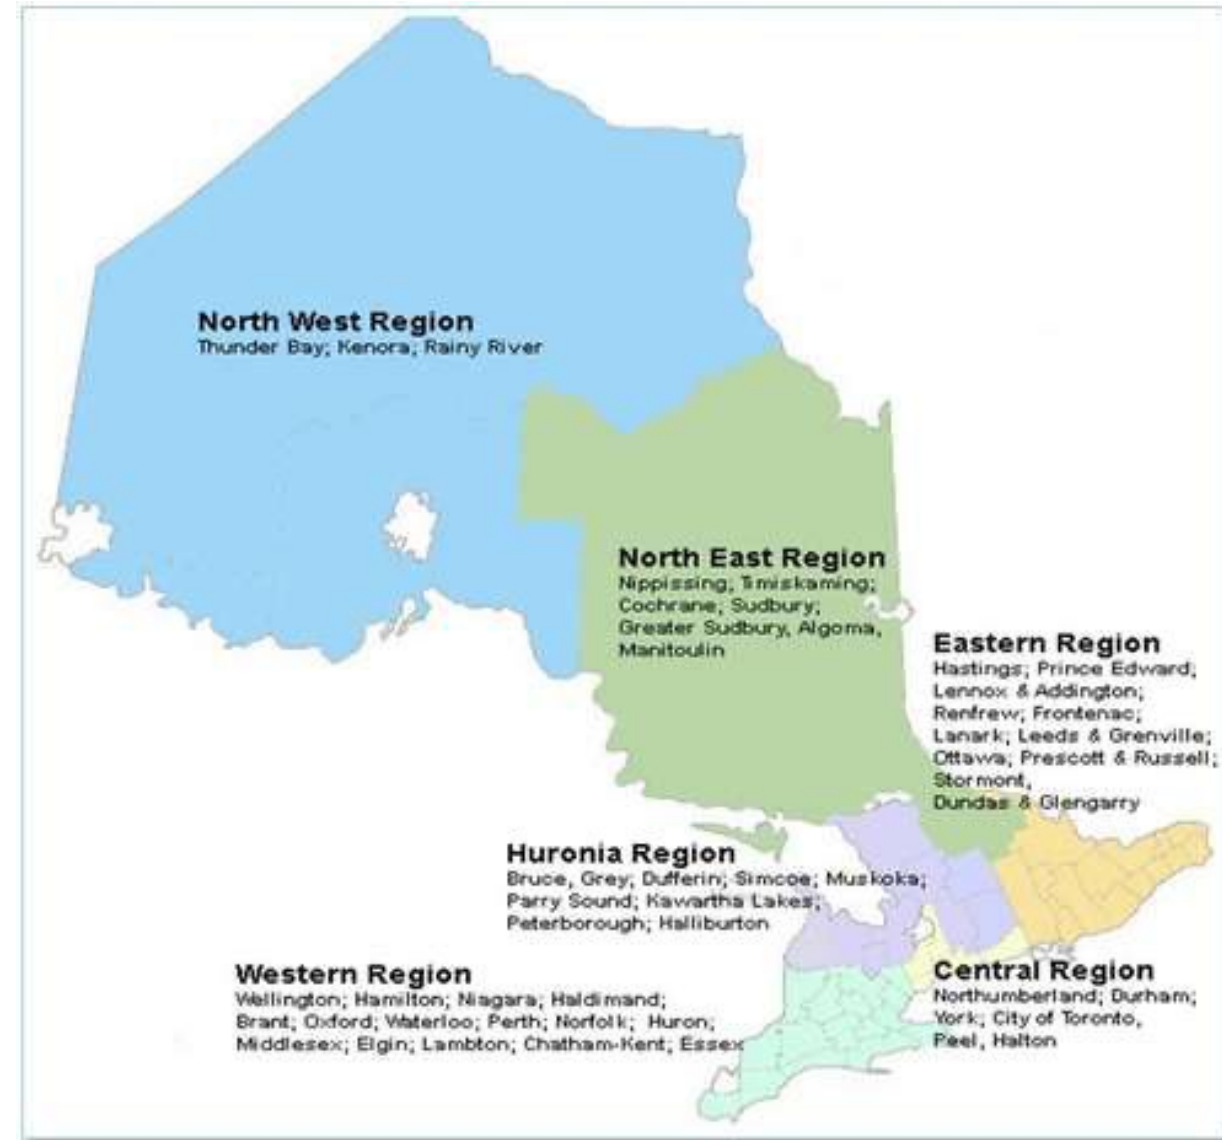 North West Region
Thunder Bay; Kenora; Rainy River
North East Region
Nippissing; Timiskaming;
Cochrane; Sudbury;
Greater Sudbury, Algoma,
Manitoulin
Eastern Region
Hastings; Prince Edward;
Lennox & Addington;
Renfrew; Frontenac;
Lanark; Leeds & Grenville;
Ottawa; Prescott & Russell;
Stormont,
Dundas & Glengarry
Huronia Region
Bruce, Grey; Dufferin; Simcoe; Muskoka;
Parry Sound; Kawartha Lakes;
Peterborough; Halliburton
Western Region
Wellington; Hamilton; Niagara; Haldimand;
Brant; Oxford; Waterloo; Perth; Norfolk; Huron;
Middlesex; Elgin; Lambton; Chatham-Kent; Essex
Central Region
Northumberland; Durham;
York; City of Toronto,
Peel, Halton